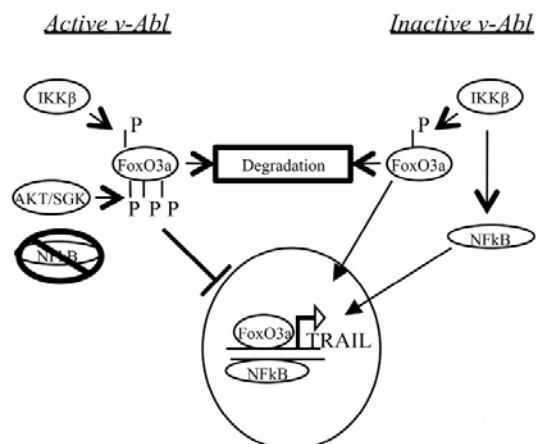 Active v-Abl
Inactive v-Abl
IKKβ
P
FoxO3a
AKT/SGK
P P P
NFkB
Degradation
IKKβ
P
FoxO3a
NFkB
FoxO3a
TRAIL
NFkB